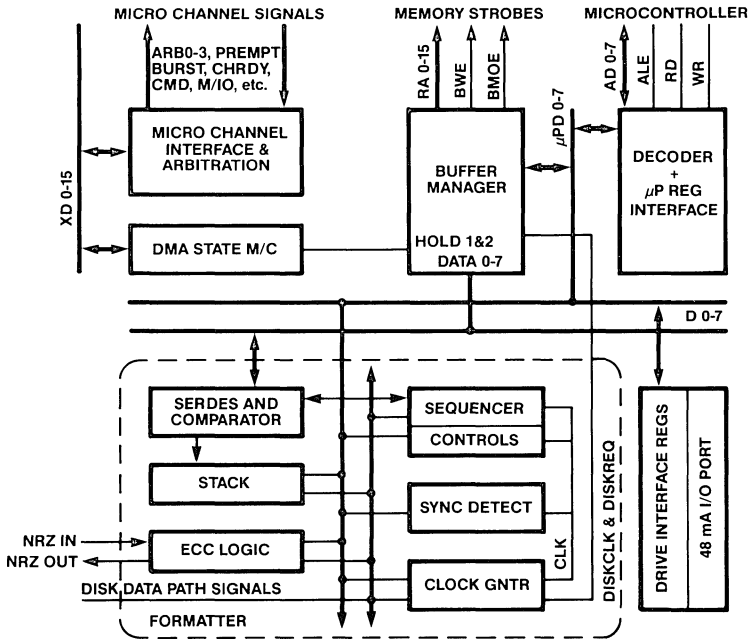 MICRO CHANNEL SIGNALS
MEMORY STROBES
MICROCONTROLLER
ARB0-3, PREMPT
BURST, CHRDY,
CMD, M/IO, etc.
RA 0-15
BWE
BMOE
AD 0-7
ALE
RD
WR
XD 0-15
MICRO CHANNEL
INTERFACE &
ARBITRATION
BUFFER
MANAGER
HOLD 1&2
DATA 0-7
μPD 0-7
DECODER
+
μP REG
INTERFACE
DMA STATE M/C
D 0-7
SERDES AND
COMPARATOR
SEQUENCER
CONTROLS
STACK
SYNC DETECT
NRZ IN
NRZ OUT
ECC LOGIC
CLOCK GNTR
CLK
DISKCLK & DISKREQ
DRIVE INTERFACE REGS
48 mA I/O PORT
DISK DATA PATH SIGNALS
FORMATTER